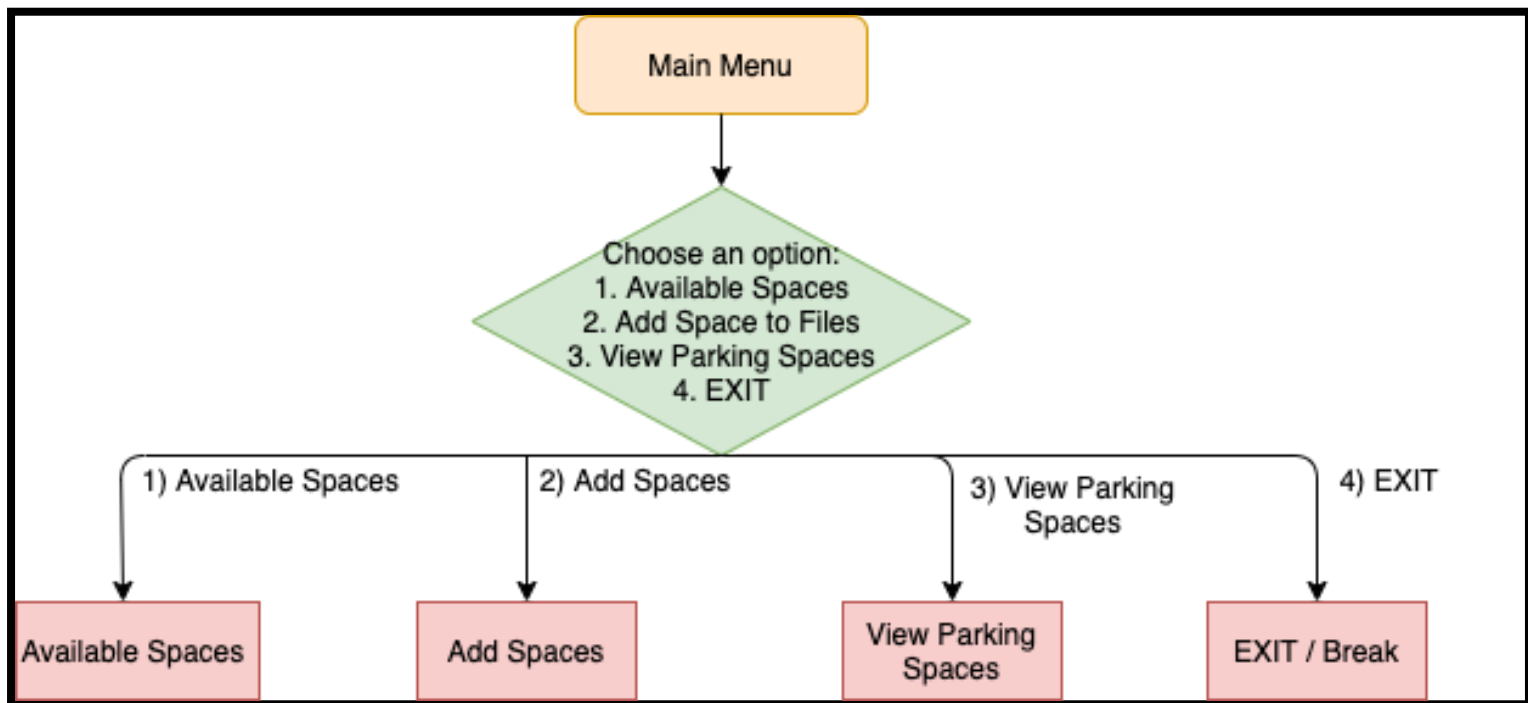 Main Menu
Choose an option:
1. Available Spaces
2. Add Space to Files
3. View Parking Spaces
4. EXIT
1) Available Spaces
2) Add Spaces
3) View Parking
Spaces
4) EXIT
Available Spaces
Add Spaces
View Parking
Spaces
EXIT / Break